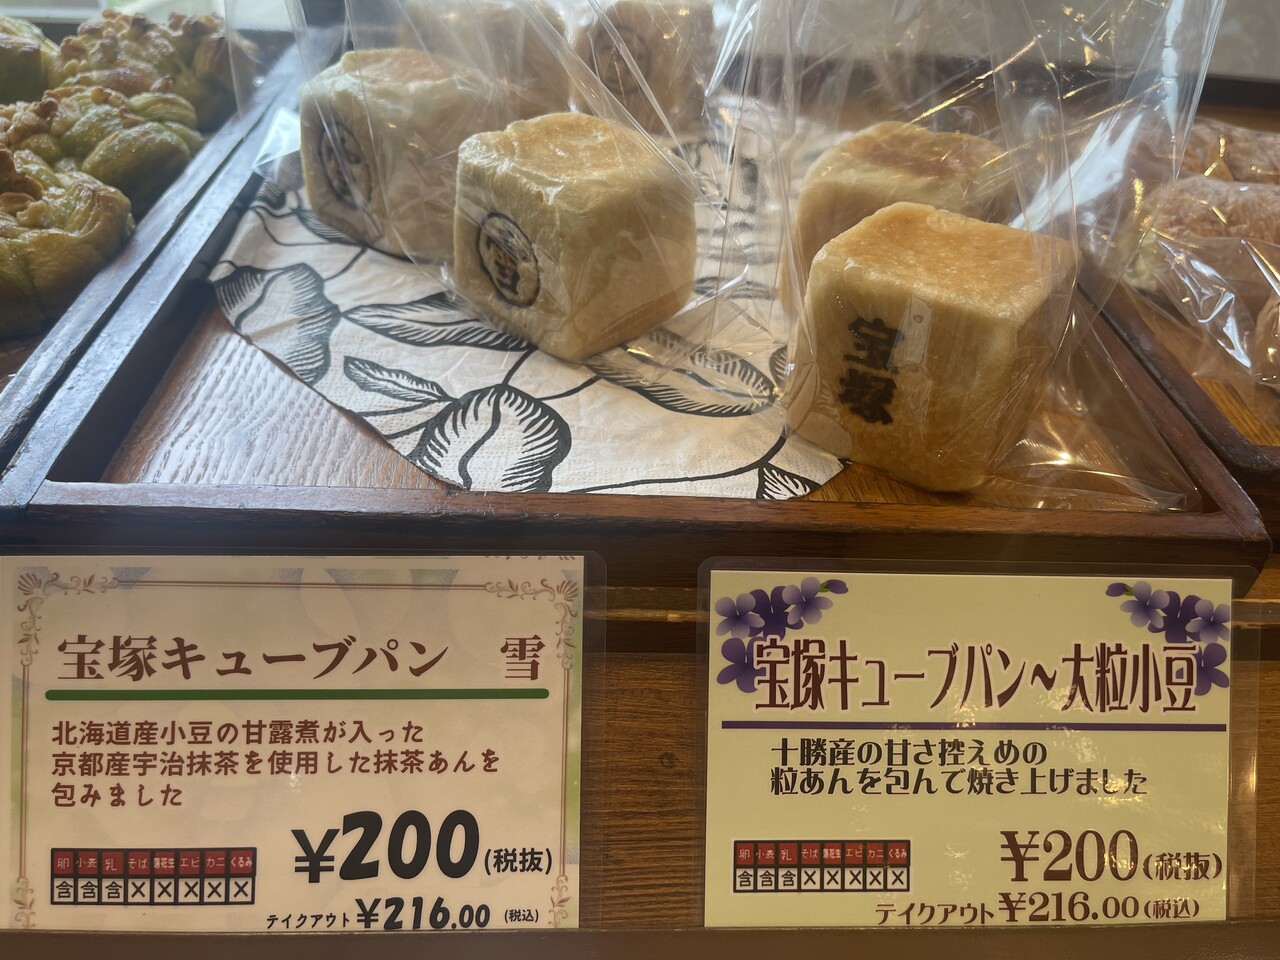 雪
宝塚
宝塚キューブパン 雪
北海道産小豆の甘露煮が入った
京都産宇治抹茶を使用した抹茶あんを
包みました
卵 小麦 乳 そば 落花生 エビ カニ くるみ
含 含 含 X X X X X
¥200(税抜)
テイクアウト ¥216.00 (税込)
宝塚キューブパン~大粒小豆
十勝産の甘さ控えめの
粒あんを包んで焼き上げました
卵 小麦 乳 そば 落花生 エビ カニ くるみ
含 含 含 X X X X X
¥200(税抜)
テイクアウト ¥216.00(税込)